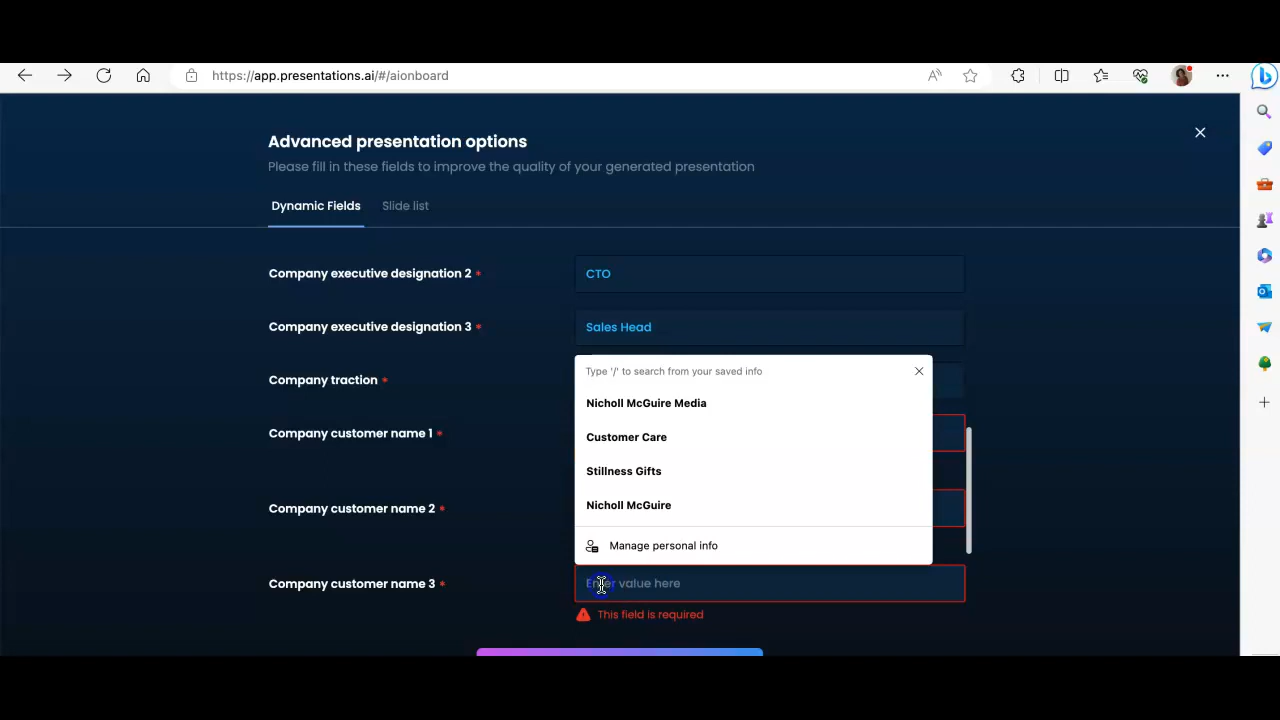 https://app.presentations.ai/#/aionboard
Advanced presentation options
Please fill in these fields to improve the quality of your generated presentation
Dynamic Fields
Slide list
Company executive designation 2 *
CTO
Company executive designation 3 *
Sales Head
Company traction *
Company customer name 1 *
Company customer name 2 *
Company customer name 3 *
Type '/' to search from your saved info
Nicholl McGuire Media
Customer Care
Stillness Gifts
Nicholl McGuire
Manage personal info
Enter value here
This field is required